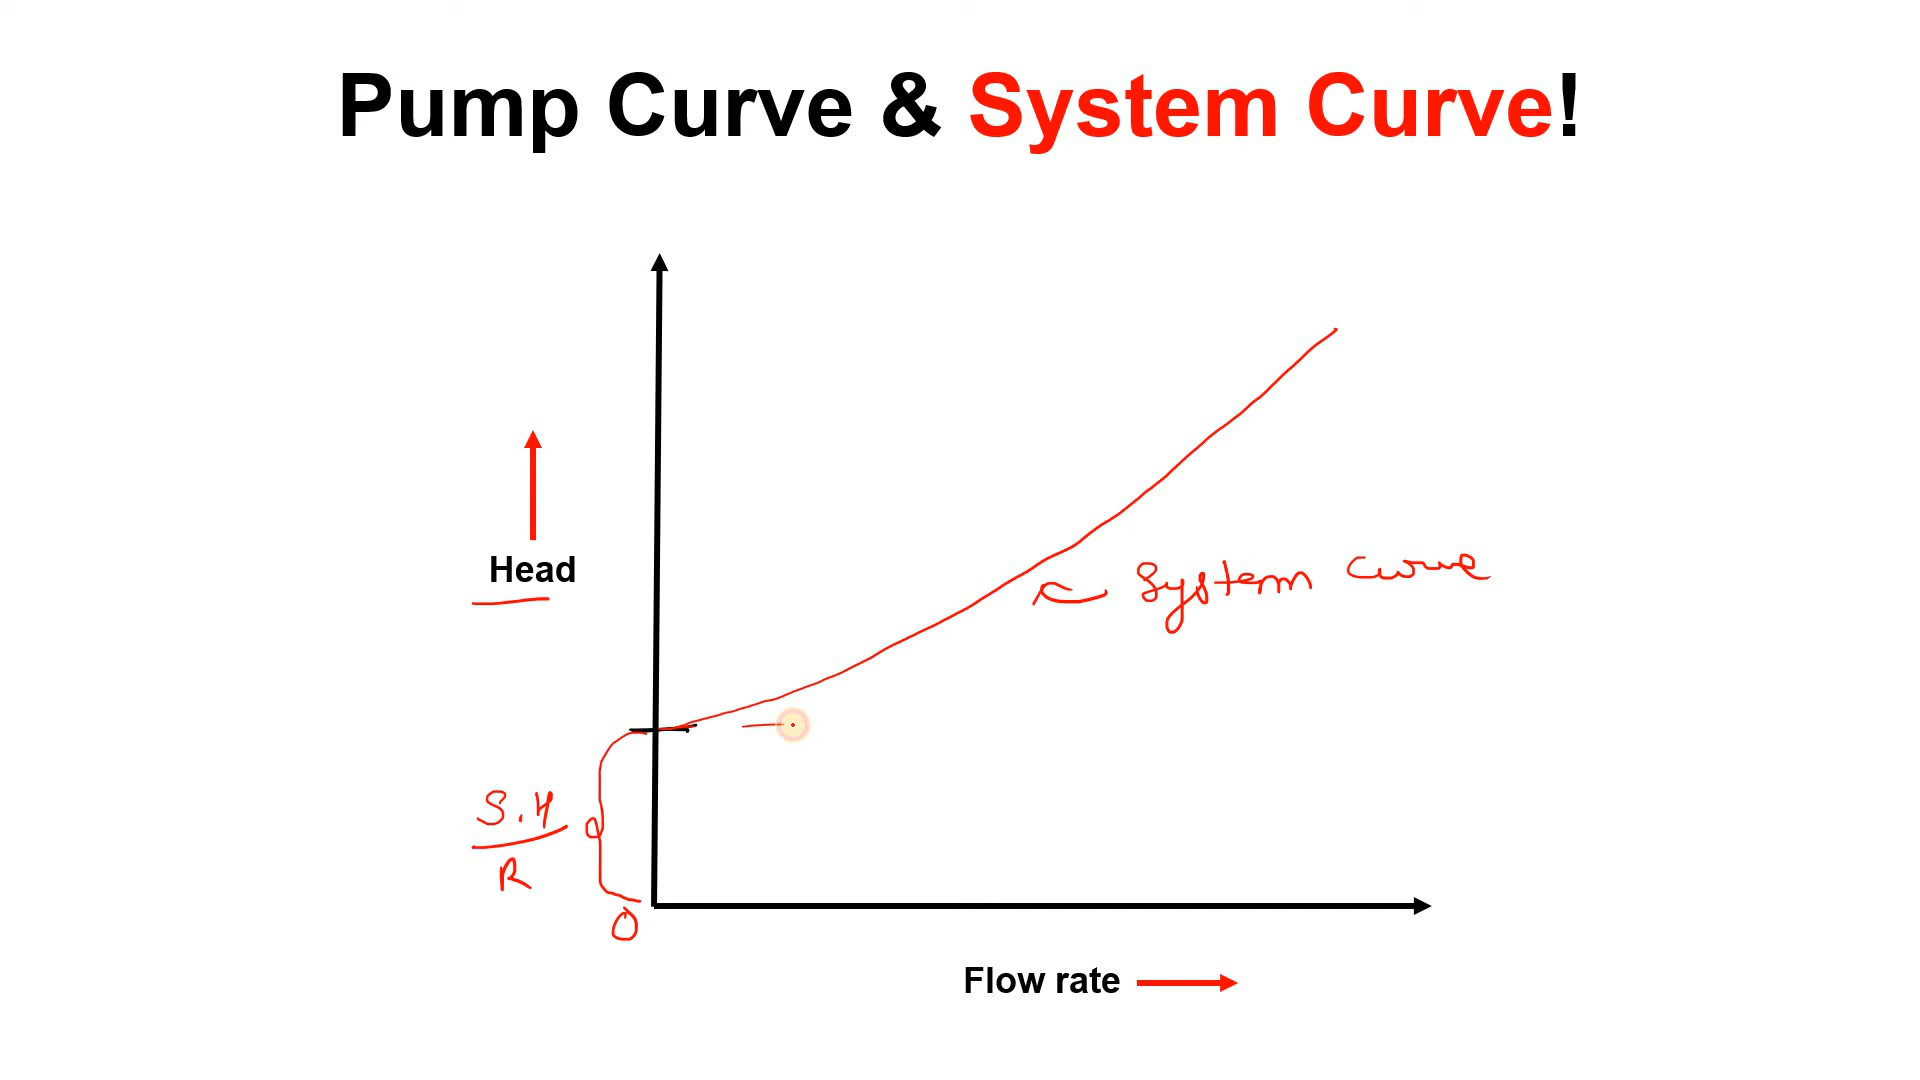 Pump Curve & System Curve!
Head
System curve
S.H
R
0
Flow rate